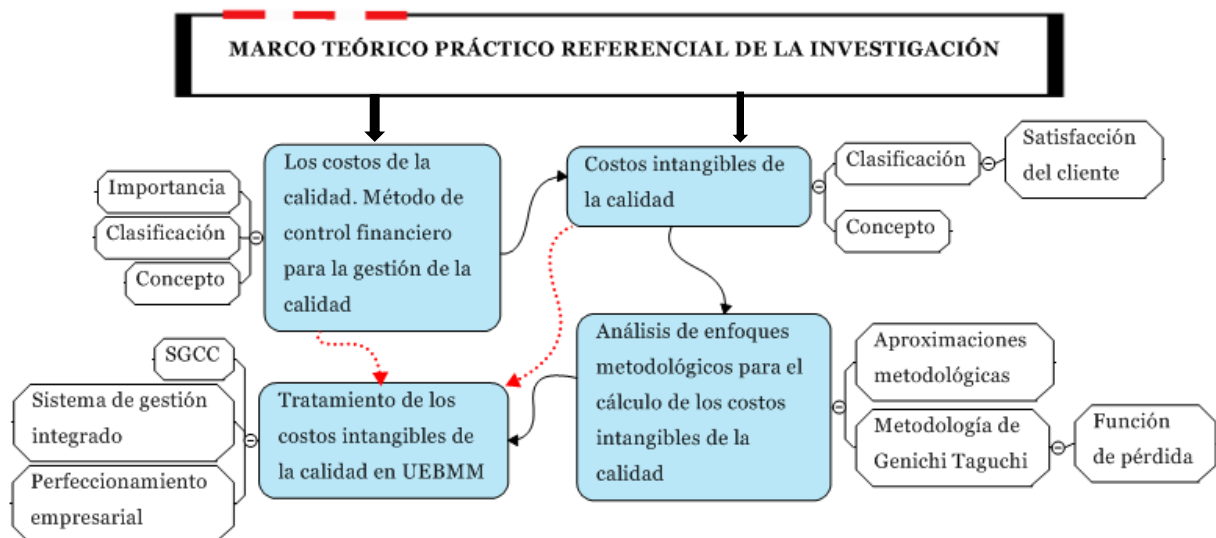 MARCO TEÓRICO PRÁCTICO REFERENCIAL DE LA INVESTIGACIÓN
Los costos de la
calidad. Método de
control financiero
para la gestión de la
calidad
Importancia
Clasificación
Concepto
Costos intangibles de
la calidad
Clasificación
Satisfacción
del cliente
Concepto
Tratamiento de los
costos intangibles de
la calidad en UEBMM
SGCC
Sistema de gestión
integrado
Perfeccionamiento
empresarial
Análisis de enfoques
metodológicos para el
cálculo de los costos
intangibles de la
calidad
Aproximaciones
metodológicas
Metodología de
Genichi Taguchi
Función
de pérdida